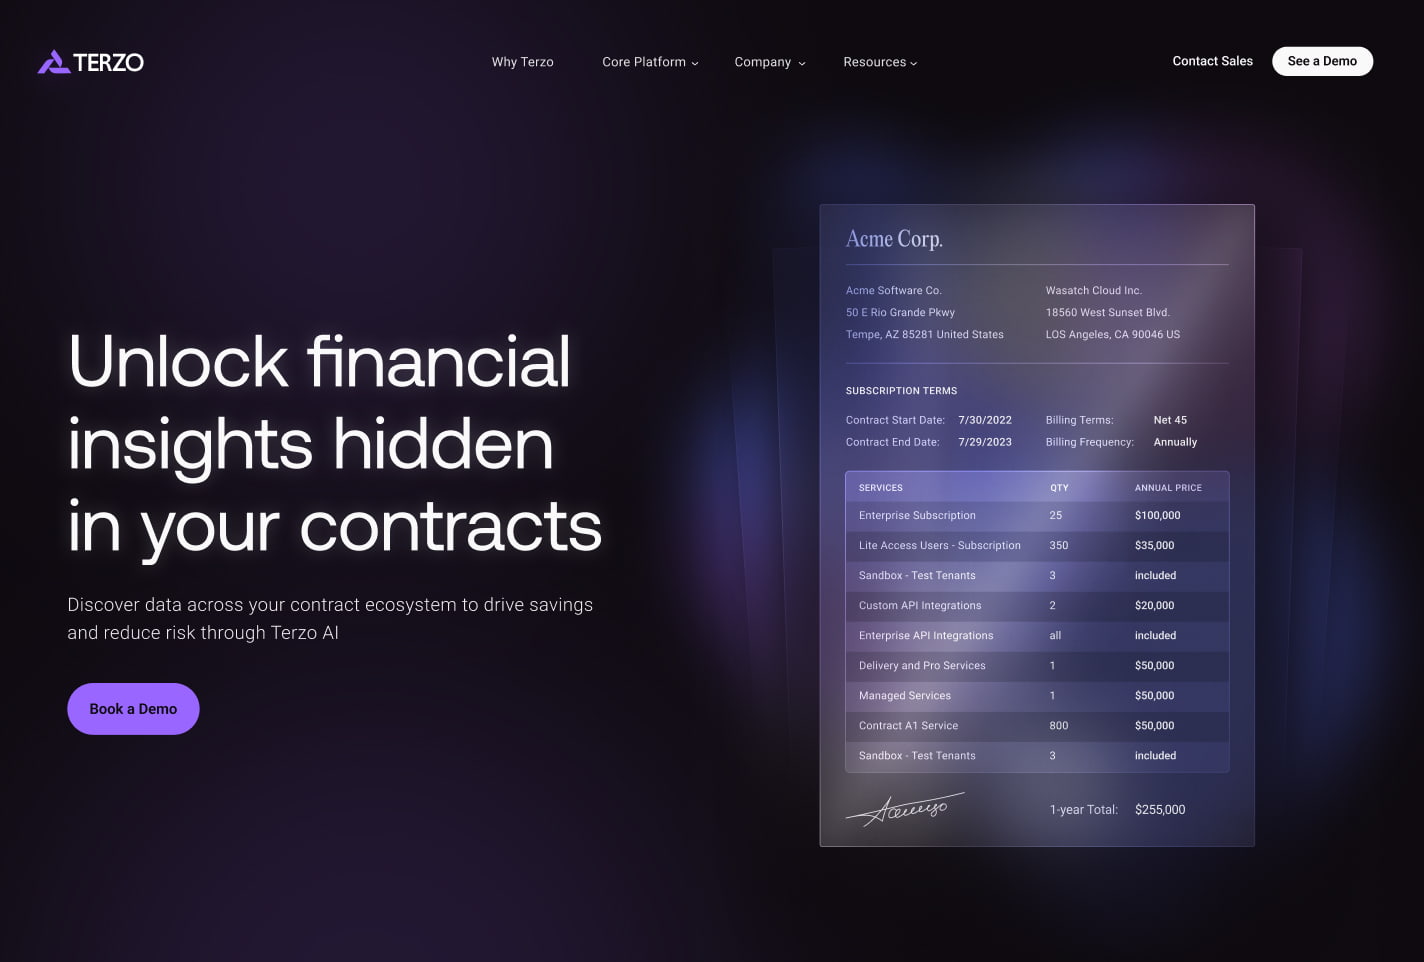 TERZO
Why Terzo
Core Platform
Company
Resources
Contact Sales
See a Demo
Unlock financial
insights hidden
in your contracts
Discover data across your contract ecosystem to drive savings
and reduce risk through Terzo AI
Book a Demo
Acme Corp.
Acme Software Co.
50 E Rio Grande Pkwy
Tempe, AZ 85281 United States
Wasatch Cloud Inc.
18560 West Sunset Blvd.
LOS Angeles, CA 90046 US
SUBSCRIPTION TERMS
Contract Start Date: 7/30/2022 Billing Terms: Net 45
Contract End Date: 7/29/2023 Billing Frequency: Annually
SERVICES QTY ANNUAL PRICE
Enterprise Subscription 25 $100,000
Lite Access Users - Subscription 350 $35,000
Sandbox - Test Tenants 3 included
Custom API Integrations 2 $20,000
Enterprise API Integrations all included
Delivery and Pro Services 1 $50,000
Managed Services 1 $50,000
Contract A1 Service 800 $50,000
Sandbox - Test Tenants 3 included
1-year Total: $255,000